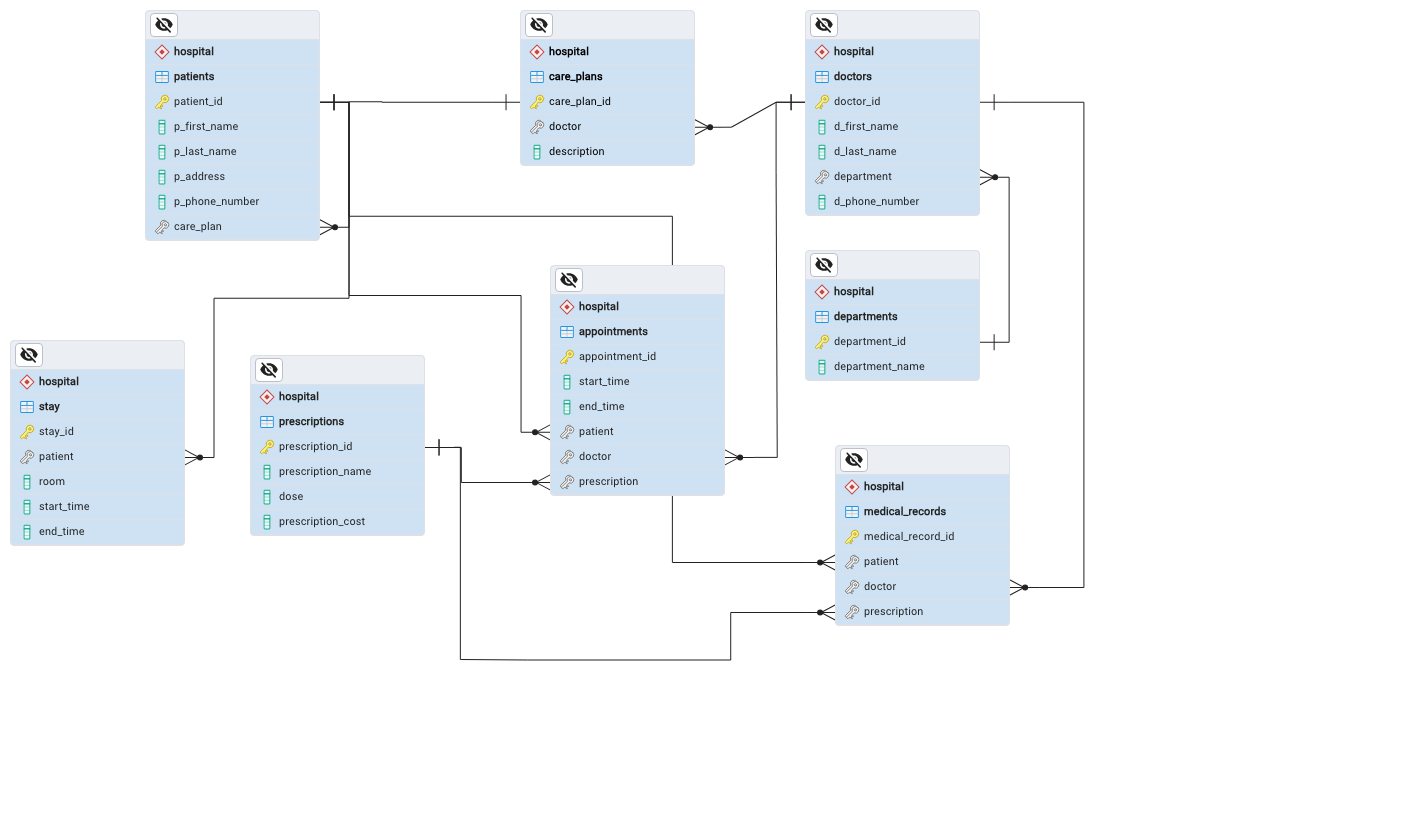 hospital
patients
patient_id
p_first_name
p_last_name
p_address
p_phone_number
care_plan
hospital
care_plans
care_plan_id
doctor
description
hospital
doctors
doctor_id
d_first_name
d_last_name
department
d_phone_number
hospital
departments
department_id
department_name
hospital
appointments
appointment_id
start_time
end_time
patient
doctor
prescription
hospital
stay
stay_id
patient
room
start_time
end_time
hospital
prescriptions
prescription_id
prescription_name
dose
prescription_cost
hospital
medical_records
medical_record_id
patient
doctor
prescription